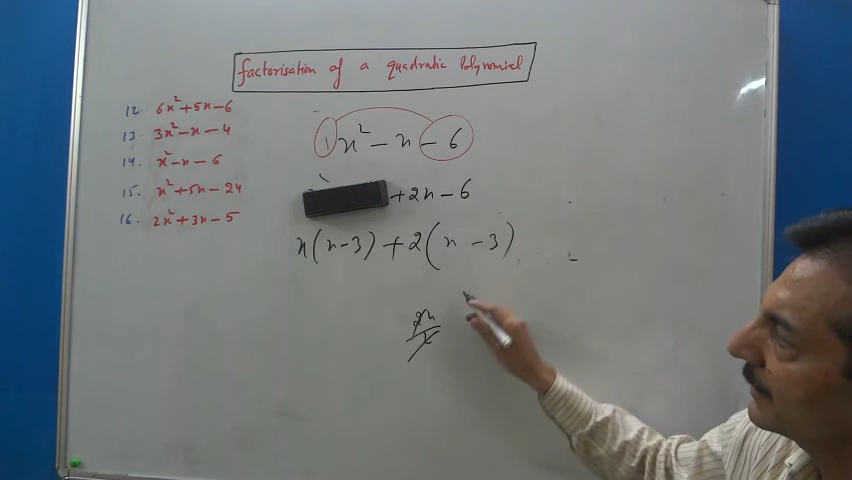 factorisation of a quadratic Polynomial
12. 6x²+5x-6
13. 3x²-x-4
14. x²-x-6
15. x²+5x-24
16. 2x²+3x-5
1x²-x-6
+2x-6
x(x-3)+2(x-3)
2x